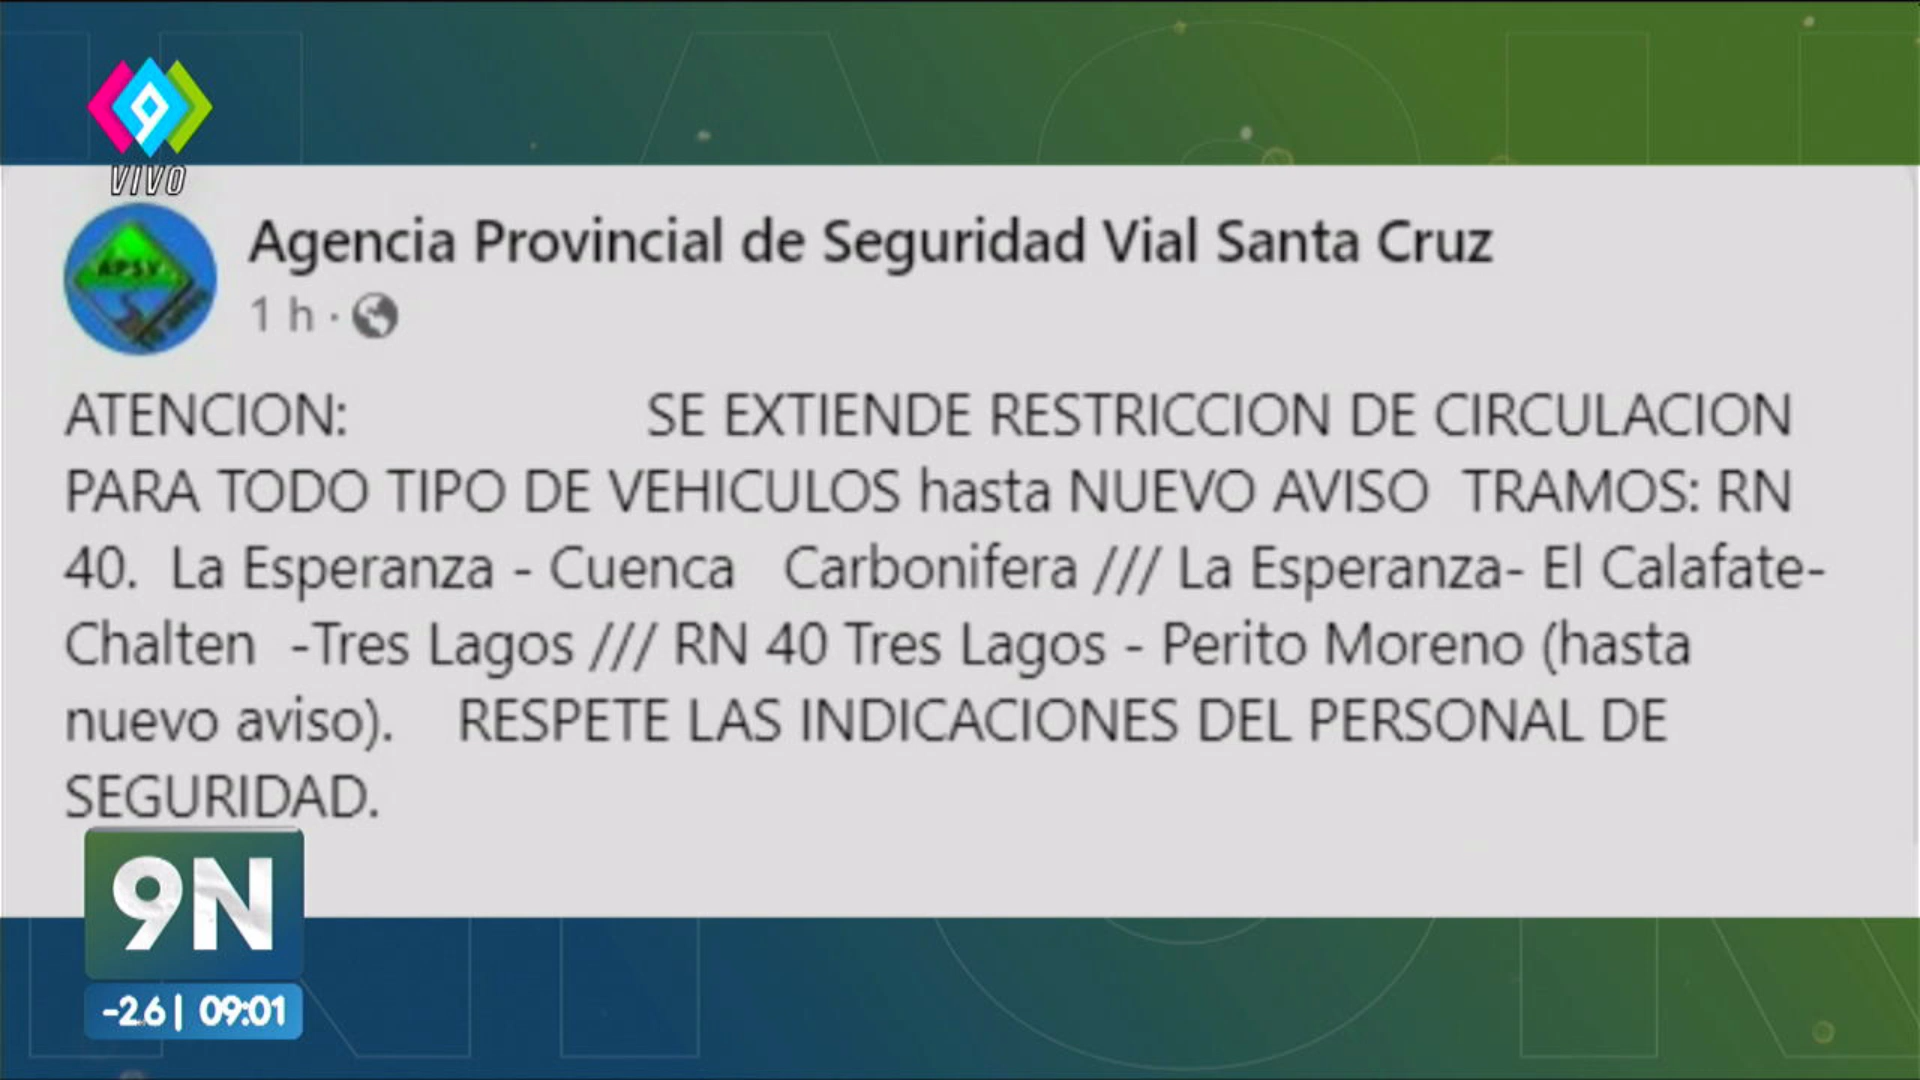 9
VIVO
APSV
Agencia Provincial de Seguridad Vial Santa Cruz
1 h ·
ATENCION: SE EXTIENDE RESTRICCION DE CIRCULACION
PARA TODO TIPO DE VEHICULOS hasta NUEVO AVISO TRAMOS: RN
40. La Esperanza - Cuenca Carbonifera /// La Esperanza- El Calafate-
Chalten -Tres Lagos /// RN 40 Tres Lagos - Perito Moreno (hasta
nuevo aviso). RESPETE LAS INDICACIONES DEL PERSONAL DE
SEGURIDAD.
9N
-2.6 | 09:01